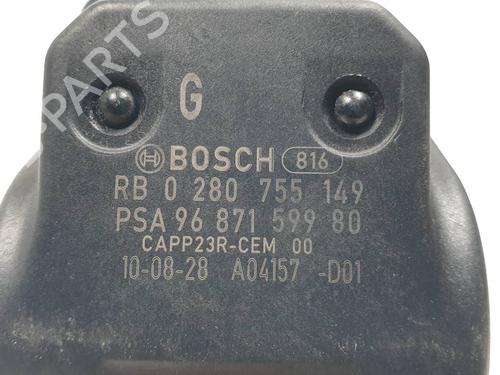 PARTS
G
BOSCH 816
RB 0 280 755 149
PSA 96 871 599 80
CAPP23R-CEM 00
10-08-28 A04157 -D01